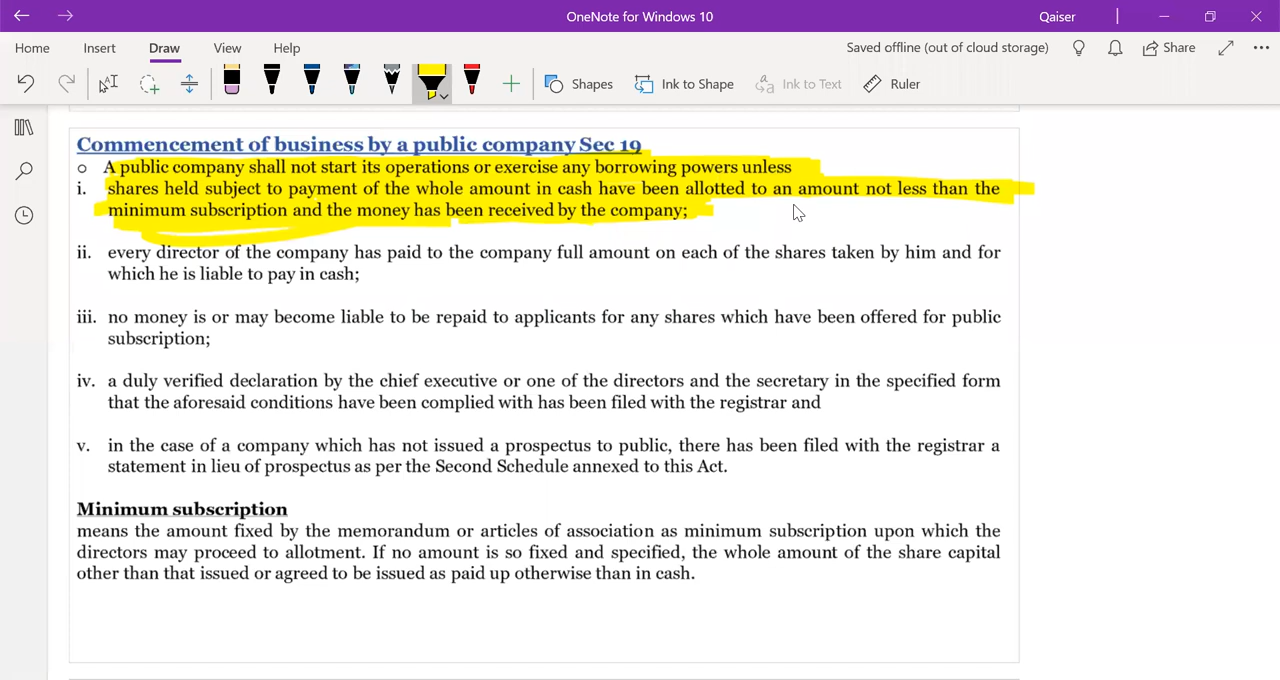 OneNote for Windows 10
Qaiser
Home Insert Draw View Help
Saved offline (out of cloud storage) Share
Shapes Ink to Shape Ink to Text Ruler
Commencement of business by a public company Sec 19
o A public company shall not start its operations or exercise any borrowing powers unless
i. shares held subject to payment of the whole amount in cash have been allotted to an amount not less than the
minimum subscription and the money has been received by the company;
ii. every director of the company has paid to the company full amount on each of the shares taken by him and for
which he is liable to pay in cash;
iii. no money is or may become liable to be repaid to applicants for any shares which have been offered for public
subscription;
iv. a duly verified declaration by the chief executive or one of the directors and the secretary in the specified form
that the aforesaid conditions have been complied with has been filed with the registrar and
v. in the case of a company which has not issued a prospectus to public, there has been filed with the registrar a
statement in lieu of prospectus as per the Second Schedule annexed to this Act.
Minimum subscription
means the amount fixed by the memorandum or articles of association as minimum subscription upon which the
directors may proceed to allotment. If no amount is so fixed and specified, the whole amount of the share capital
other than that issued or agreed to be issued as paid up otherwise than in cash.